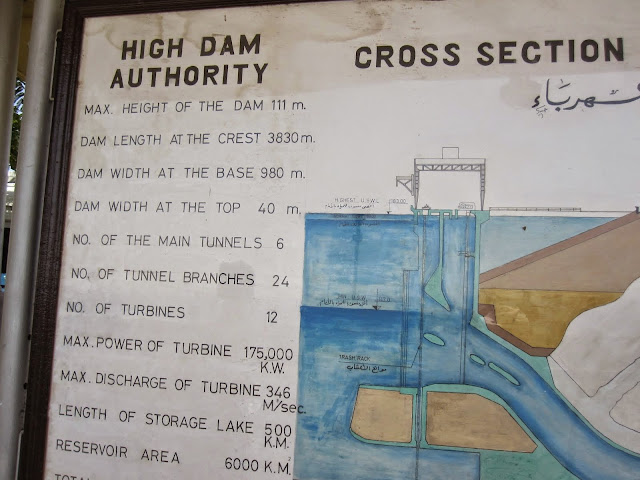 HIGH DAM
AUTHORITY
CROSS SECTION
MAX. HEIGHT OF THE DAM 111 m.
DAM LENGTH AT THE CREST 3830 m.
DAM WIDTH AT THE BASE 980 m.
DAM WIDTH AT THE TOP 40 m,
NO. OF THE MAIN TUNNELS 6
NO. OF TUNNEL BRANCHES 24
NO. OF TURBINES 12
MAX. POWER OF TURBINE 175,000
K.W.
MAX. DISCHARGE OF TURBINE 346
M/sec.
LENGTH OF STORAGE LAKE 500
K.M.
RESERVOIR AREA 6000 K.M.
HIGHEST
TRASH RACK